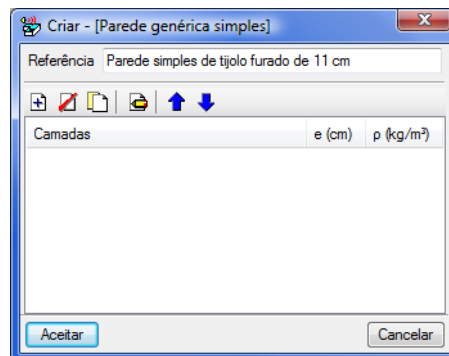 Criar - [Parede genérica simples]
Referência Parede simples de tijolo furado de 11 cm
Camadas e (cm) ρ (kg/m³)
Aceitar Cancelar